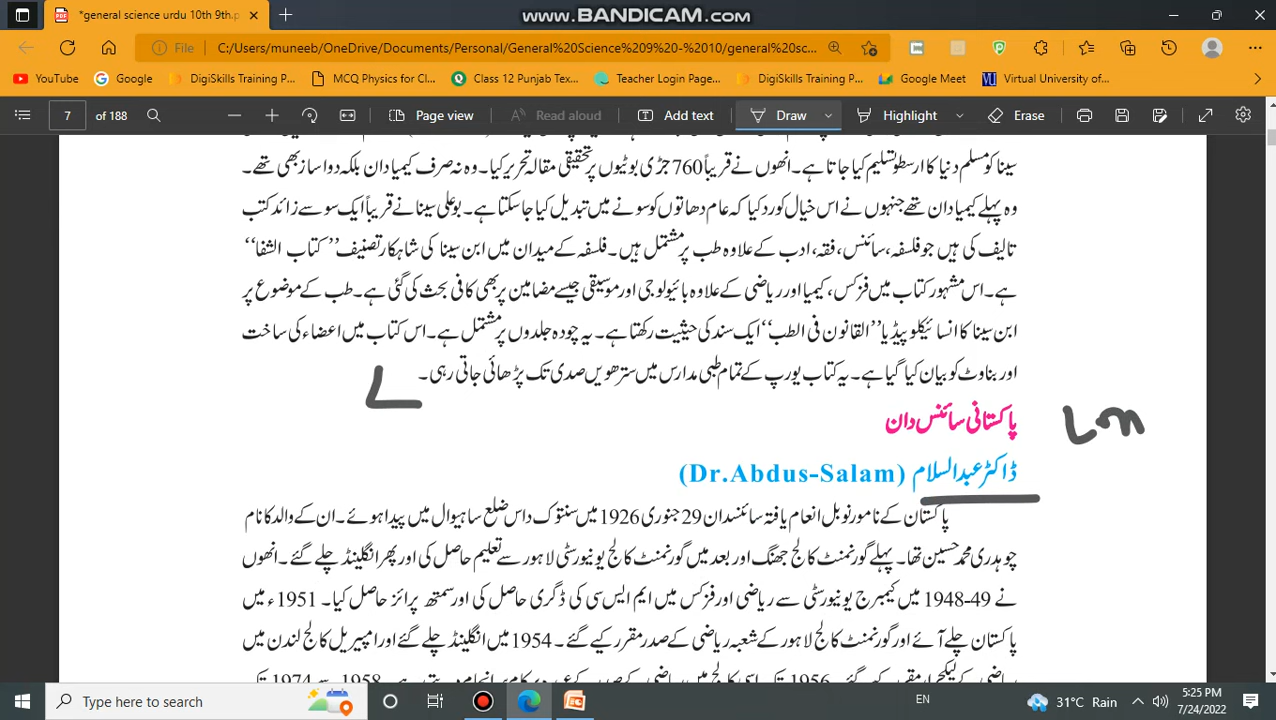 www.BANDICAM.com
*general science urdu 10th 9th.p
File C:/Users/muneeb/OneDrive/Documents/Personal/General%20Science%209%20-%2010/general%20sc...
YouTube Google DigiSkills Training P... MCQ Physics for Cl... Class 12 Punjab Tex... Teacher Login Page... DigiSkills Training P... Google Meet Virtual University of...
7 of 188 Page view Read aloud Add text Draw Highlight Erase
سینا کو مسلم دنیا کا ارسطو تسلیم کیا جاتا ہے۔ انھوں نے قریباً 760 جڑی بوٹیوں پر تحقیقی مقالہ تحریر کیا۔ وہ نہ صرف کیمیا دان بلکہ دوا ساز بھی تھے۔
وہ پہلے کیمیا دان تھے جنہوں نے اس خیال کو رد کیا کہ عام دھاتوں کو سونے میں تبدیل کیا جا سکتا ہے۔ بوعلی سینا نے قریباً ایک سو سے زائد کتب
تالیف کی ہیں جو فلسفہ، سائنس، فقہ، ادب کے علاوہ طب پر مشتمل ہیں۔ فلسفہ کے میدان میں ابن سینا کی شاہکار تصنیف ”کتاب الشفا“
ہے۔ اس مشہور کتاب میں فزکس، کیمیا اور ریاضی کے علاوہ بائیولوجی اور موسیقی جیسے مضامین پر بھی کافی بحث کی گئی ہے۔ طب کے موضوع پر
ابن سینا کا انسائیکلوپیڈیا ”القانون فی الطب“ ایک سند کی حیثیت رکھتا ہے۔ یہ چودہ جلدوں پر مشتمل ہے۔ اس کتاب میں اعضاء کی ساخت
اور بناوٹ کو بیان کیا گیا ہے۔ یہ کتاب یورپ کے تمام طبی مدارس میں سترھویں صدی تک پڑھائی جاتی رہی۔
پاکستانی سائنس دان
ڈاکٹر عبدالسلام (Dr.Abdus-Salam)
پاکستان کے نامور نوبل انعام یافتہ سائنسدان 29 جنوری 1926 میں سنتوک داس ضلع ساہیوال میں پیدا ہوئے۔ ان کے والد کا نام
چوہدری محمد حسین تھا۔ پہلے گورنمنٹ کالج جھنگ اور بعد میں گورنمنٹ کالج یونیورسٹی لاہور سے تعلیم حاصل کی اور پھر انگلینڈ چلے گئے۔ انھوں
نے 1948-49 میں کیمبرج یونیورسٹی سے ریاضی اور فزکس میں ایم ایس سی کی ڈگری حاصل کی اور سمتھ پرائز حاصل کیا۔ 1951ء میں
پاکستان چلے آئے اور گورنمنٹ کالج لاہور کے شعبہ ریاضی کے صدر مقرر کیے گئے۔ 1954 میں انگلینڈ چلے گئے اور امپیریل کالج لندن میں
Type here to search EN 31°C Rain 5:25 PM
7/24/2022